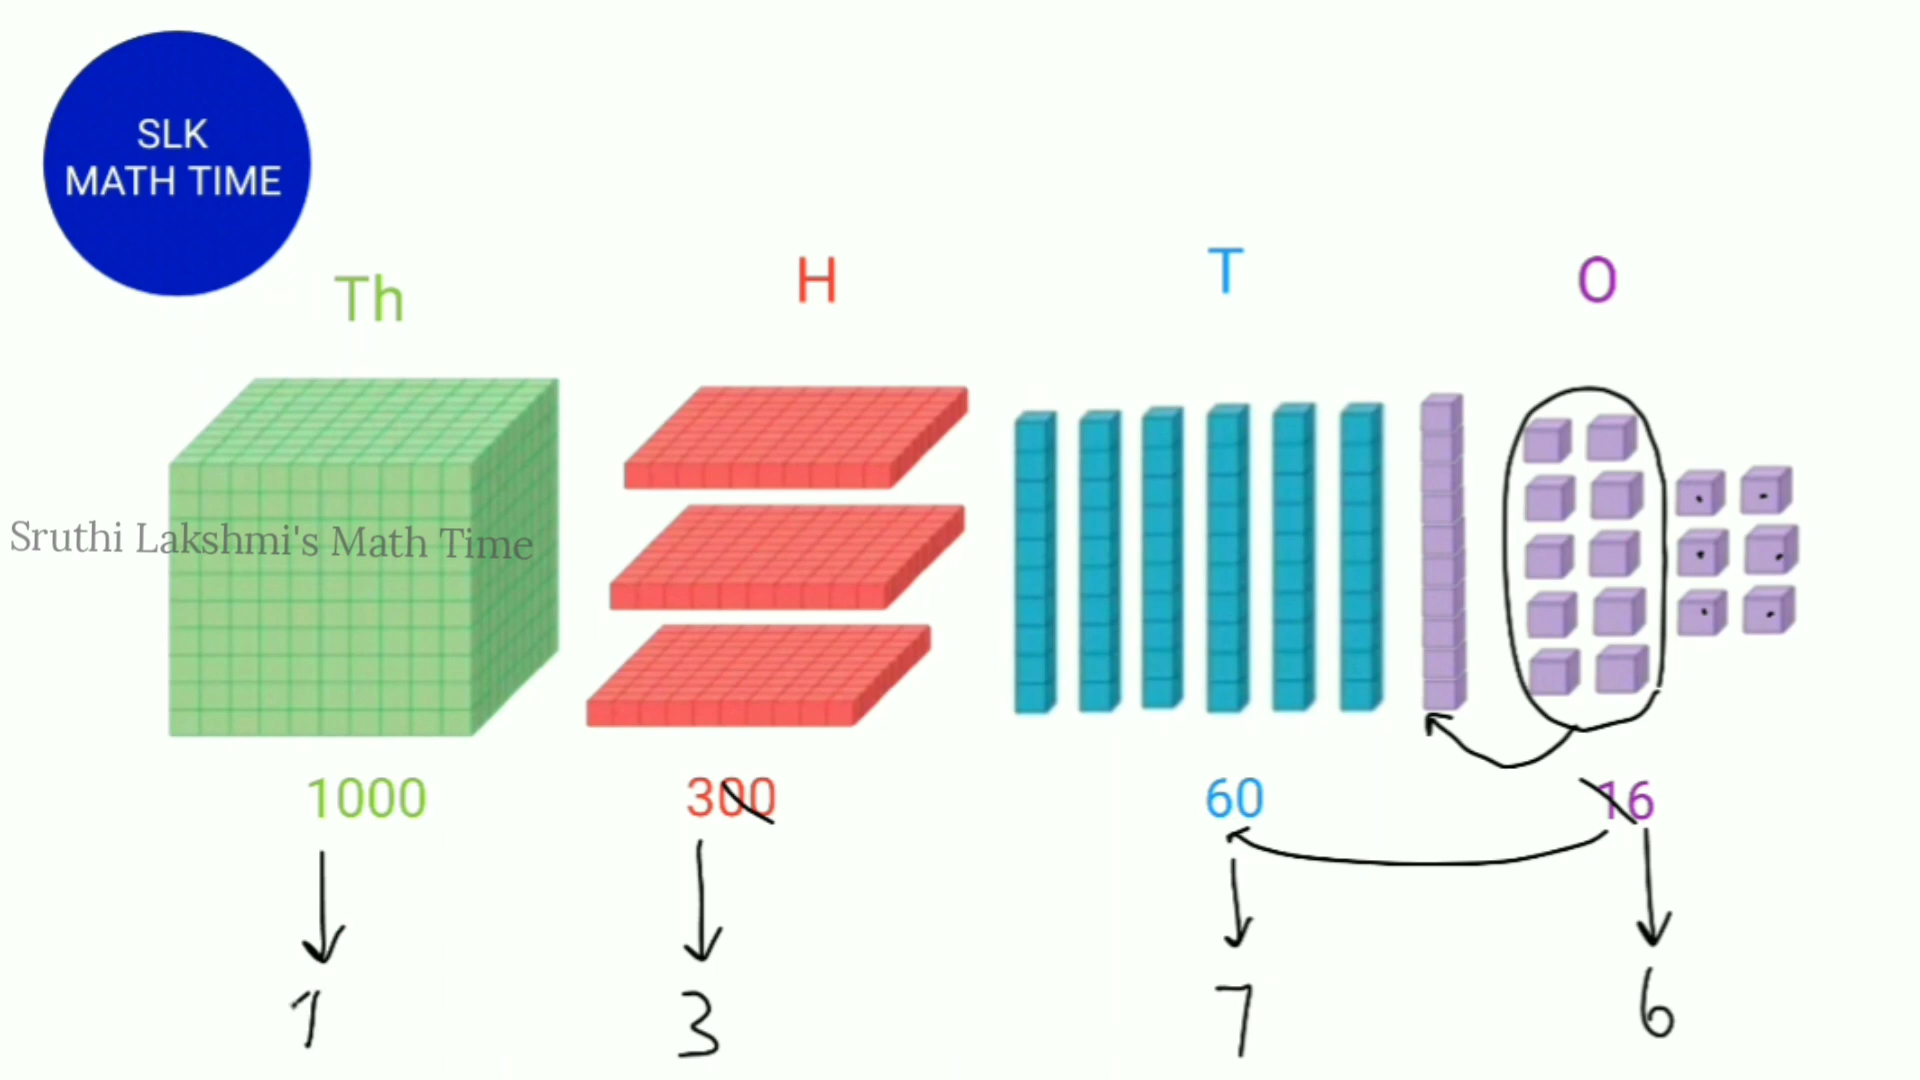 SLK
MATH TIME
Th H T O
Sruthi Lakshmi's Math Time
1000 300 60 16
1 3 7 6